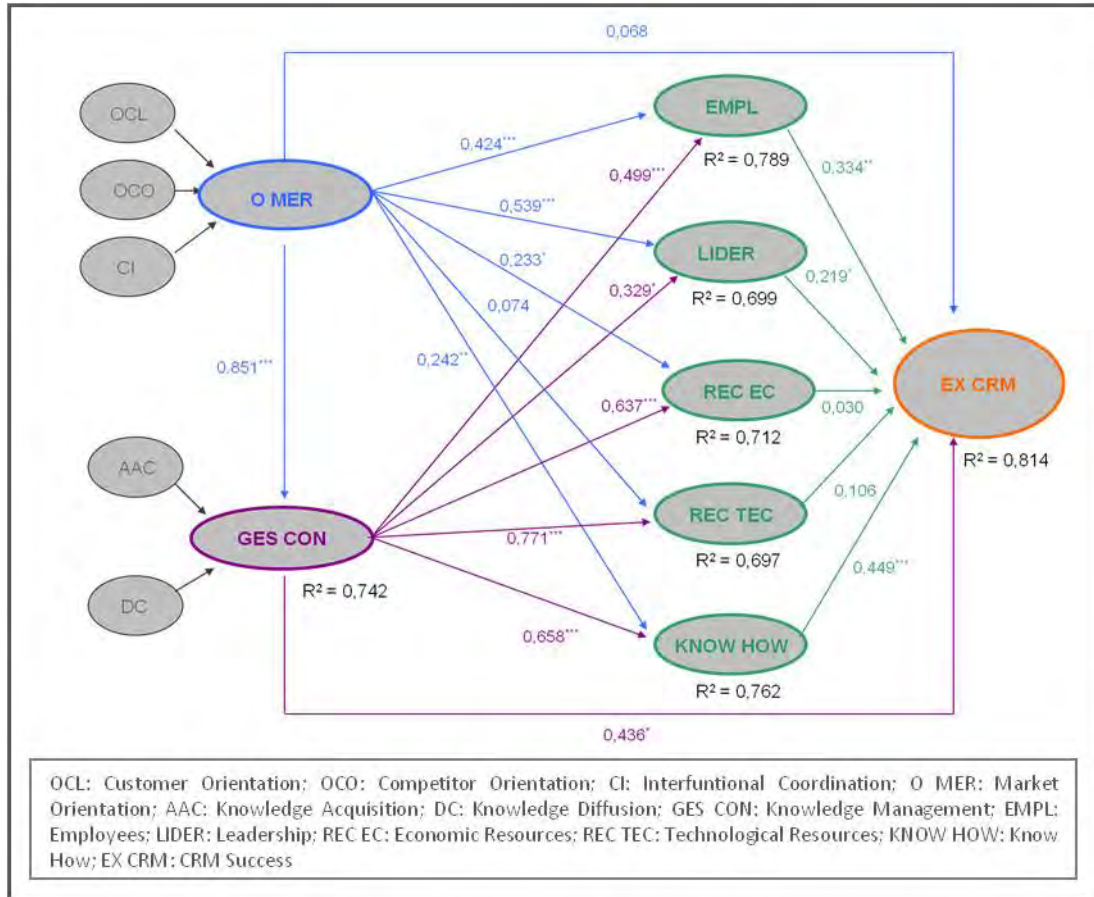 0,068
OCL
EMPL
0,424***
R² = 0,789
0,334**
OCO
O MER
0,499***
0,539***
LIDER
CI
0,233*
0,329*
R² = 0,699
0,219*
0,074
0,242**
0,851***
REC EC
EX CRM
0,637***
0,030
R² = 0,712
AAC
R² = 0,814
0,106
REC TEC
GES CON
0,771***
R² = 0,697
0,449***
DC
R² = 0,742
0,658***
KNOW HOW
R² = 0,762
0,436*
OCL: Customer Orientation; OCO: Competitor Orientation; CI: Interfuntional Coordination; O MER: Market
Orientation; AAC: Knowledge Acquisition; DC: Knowledge Diffusion; GES CON: Knowledge Management; EMPL:
Employees; LIDER: Leadership; REC EC: Economic Resources; REC TEC: Technological Resources; KNOW HOW: Know
How; EX CRM: CRM Success